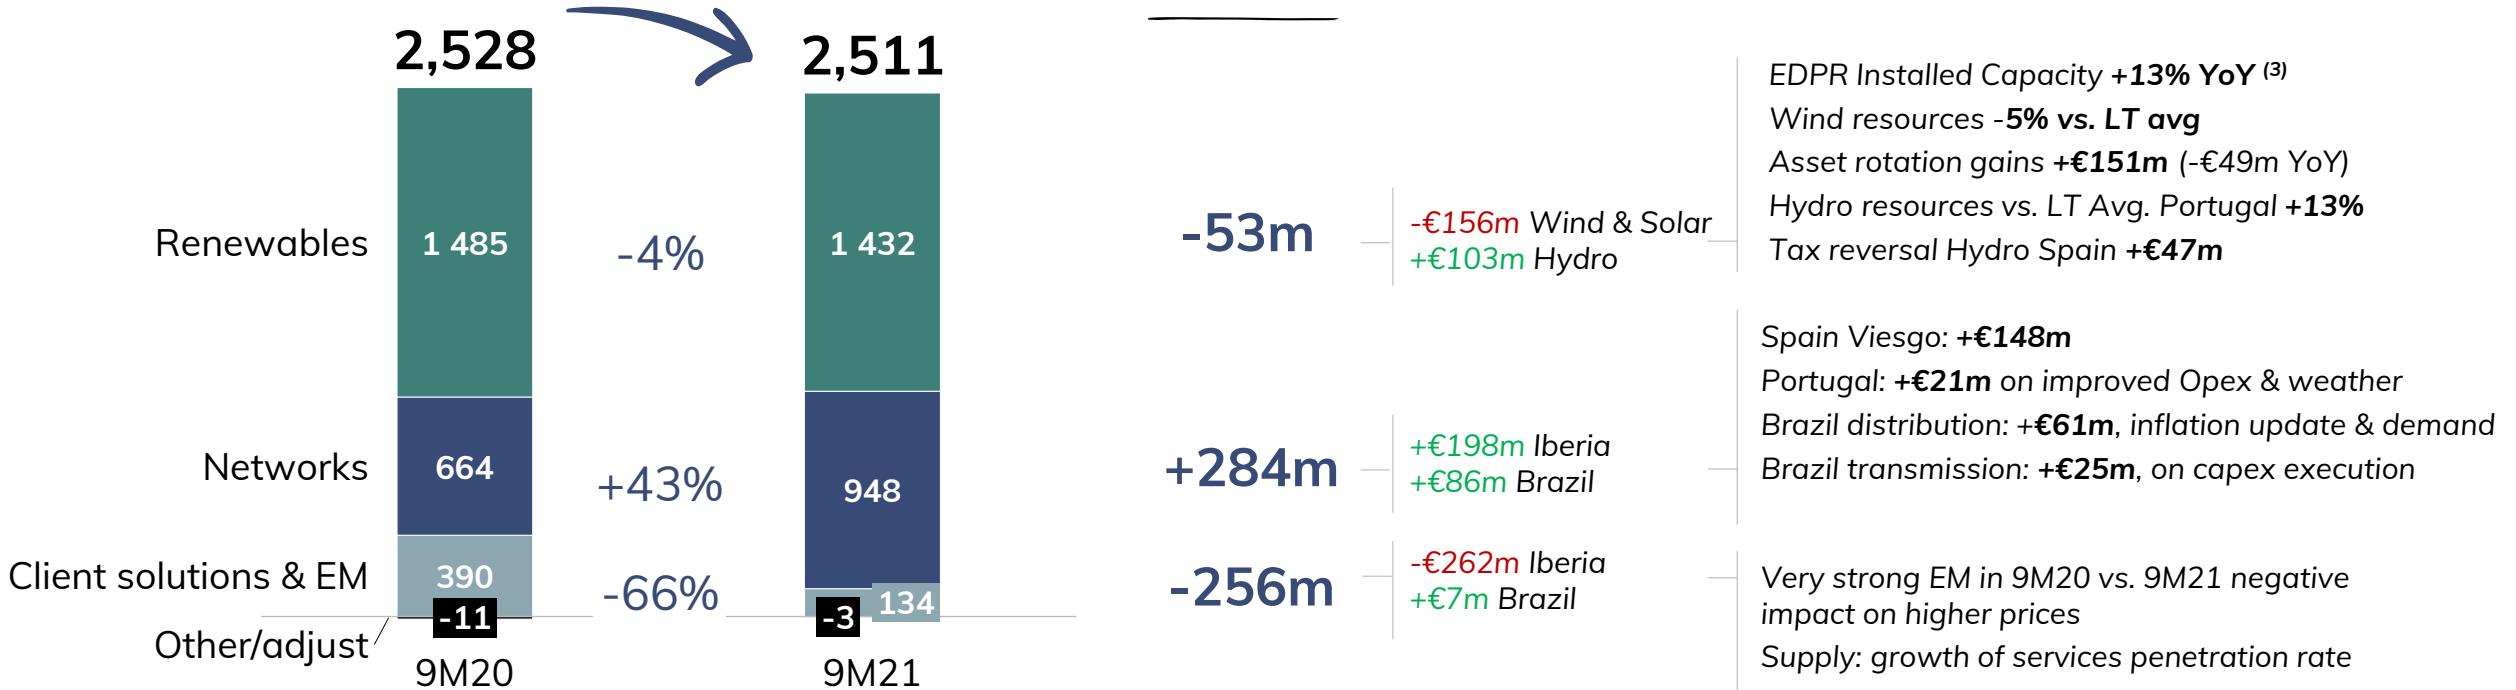 2,528
2,511
Renewables
1 485
-4%
1 432
-53m
-€156m Wind & Solar
+€103m Hydro
EDPR Installed Capacity +13% YoY (3)
Wind resources -5% vs. LT avg
Asset rotation gains +€151m (-€49m YoY)
Hydro resources vs. LT Avg. Portugal +13%
Tax reversal Hydro Spain +€47m
Networks
664
+43%
948
+284m
+€198m Iberia
+€86m Brazil
Spain Viesgo: +€148m
Portugal: +€21m on improved Opex & weather
Brazil distribution: +€61m, inflation update & demand
Brazil transmission: +€25m, on capex execution
Client solutions & EM
390
-66%
134
-256m
-€262m Iberia
+€7m Brazil
Very strong EM in 9M20 vs. 9M21 negative
impact on higher prices
Supply: growth of services penetration rate
Other/adjust
-11
-3
9M20
9M21